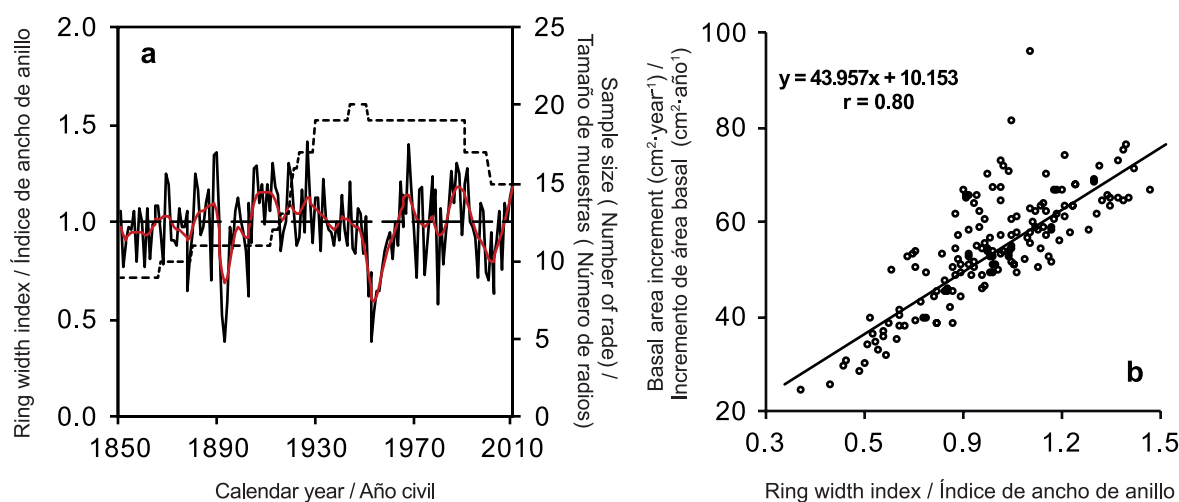 Ring width index / Índice de ancho de anillo
2.0
1.5
1.0
0.5
0.0
a
25
20
15
10
5
0
Sample size ( Number of rade) /
Tamaño de muestras ( Número de radios)
1850 1890 1930 1970 2010
Calendar year / Año civil
Basal area increment (cm²·year⁻¹) /
Incremento de área basal (cm²·año¹)
100
80
60
40
20
y = 43.957x + 10.153
r = 0.80
b
0.3 0.5 0.9 1.2 1.5
Ring width index / Índice de ancho de anillo